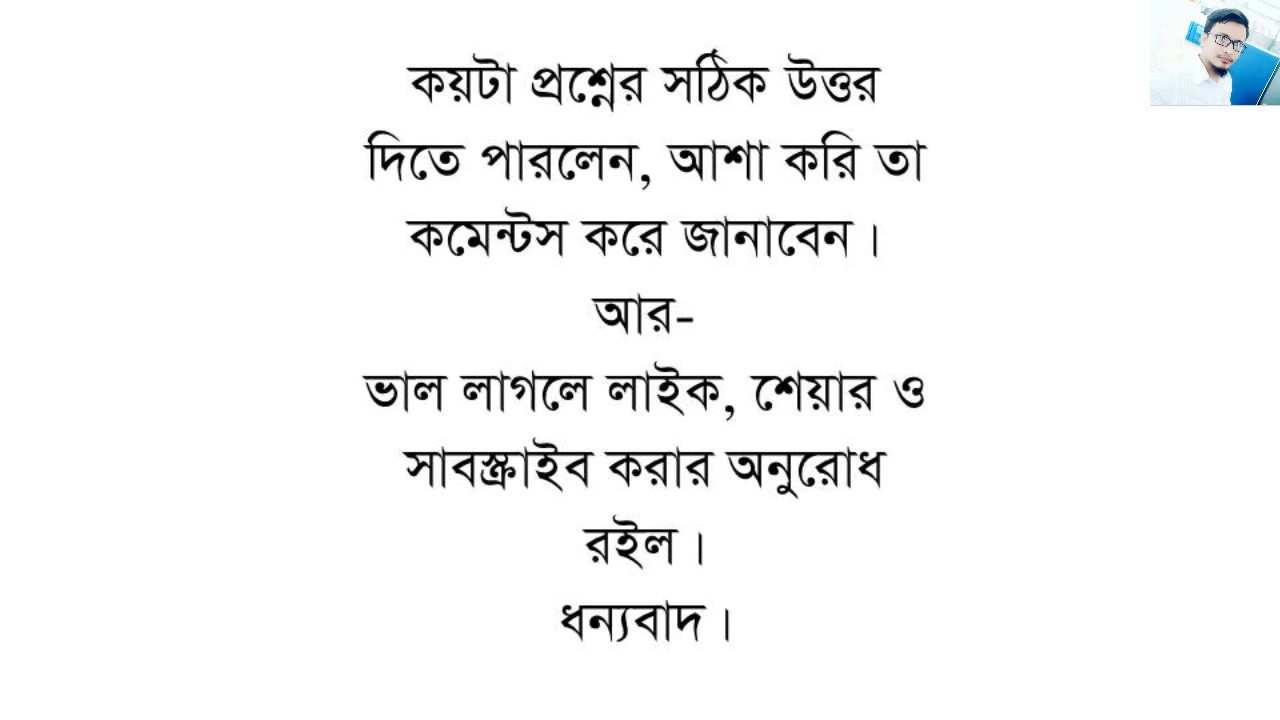 কয়টা প্রশ্নের সঠিক উত্তর
দিতে পারলেন, আশা করি তা
কমেন্টস করে জানাবেন।
আর-
ভাল লাগলে লাইক, শেয়ার ও
সাবস্ক্রাইব করার অনুরোধ
রইল।
ধন্যবাদ।